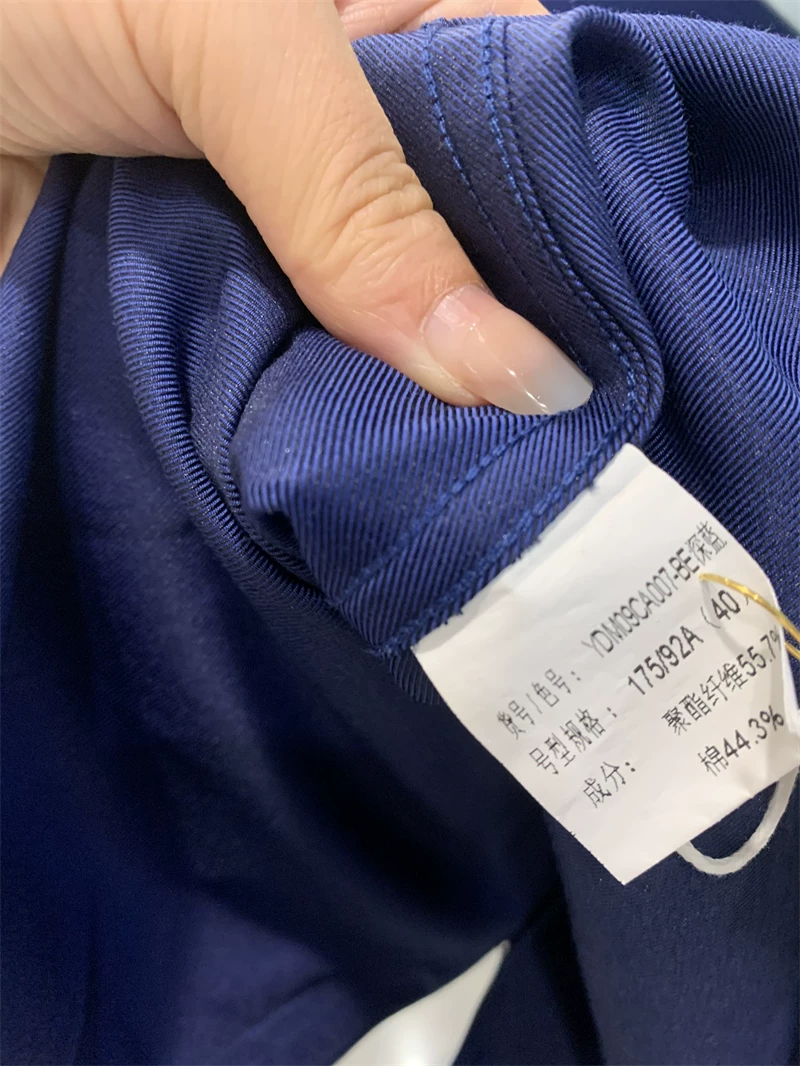 货号/色号： YDM09CA007-BE深蓝
号型规格： 175/92A（40）
成分： 聚酯纤维55.7%
棉44.3%